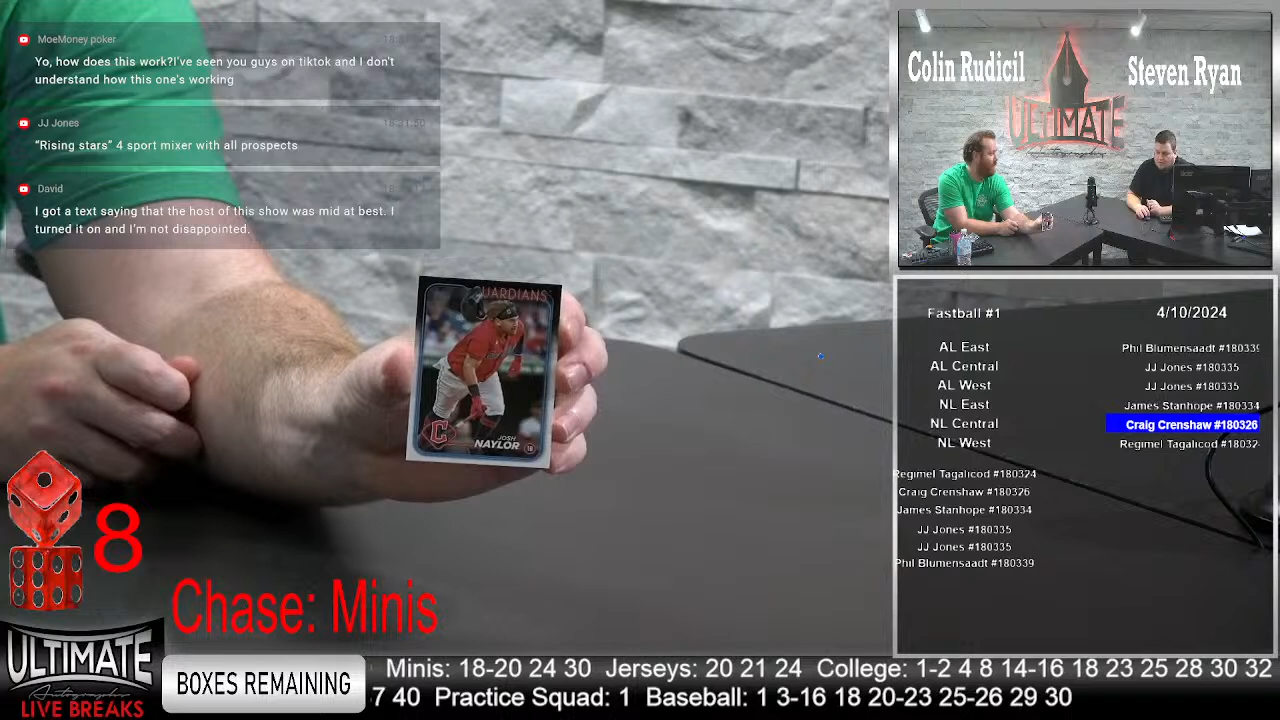 MoeMoney poker
Yo, how does this work?I've seen you guys on tiktok and I don't
understand how this one's working
JJ Jones
"Rising stars" 4 sport mixer with all prospects
David
I got a text saying that the host of this show was mid at best. I
turned it on and I'm not disappointed.
GUARDIANS
C
JOSH
NAYLOR
1B
8
Chase: Minis
ULTIMATE
Autographs
LIVE BREAKS
BOXES REMAINING
Minis: 18-20 24 30 Jerseys: 20 21 24 College: 1-2 4 8 14-16 18 23 25 28 30 32
7 40 Practice Squad: 1 Baseball: 1 3-16 18 20-23 25-26 29 30
Colin Rudicil
Steven Ryan
ULTIMATE
Fastball #1 4/10/2024
AL East Phil Blumensaadt #180339
AL Central JJ Jones #180335
AL West JJ Jones #180335
NL East James Stanhope #180334
NL Central Craig Crenshaw #180326
NL West Regimel Tagalicod #18032
Regimel Tagalicod #180324
Craig Crenshaw #180326
James Stanhope #180334
JJ Jones #180335
JJ Jones #180335
Phil Blumensaadt #180339